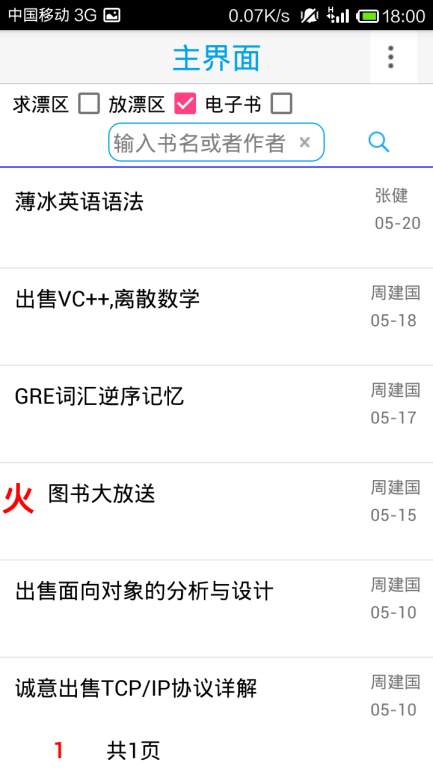 中国移动 3G 0.07K/s H 18:00
主界面
求漂区 放漂区 电子书
输入书名或者作者 ×
薄冰英语语法 张健
05-20
出售VC++,离散数学 周建国
05-18
GRE词汇逆序记忆 周建国
05-17
火 图书大放送 周建国
05-15
出售面向对象的分析与设计 周建国
05-10
诚意出售TCP/IP协议详解 周建国
05-10
1 共1页